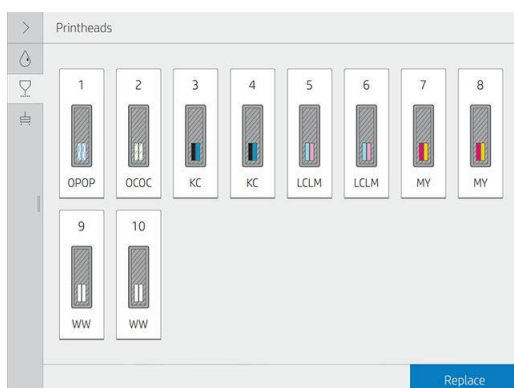 Printheads
1 2 3 4 5 6 7 8
OPOP OCOC KC KC LCLM LCLM MY MY
9 10
WW WW
Replace